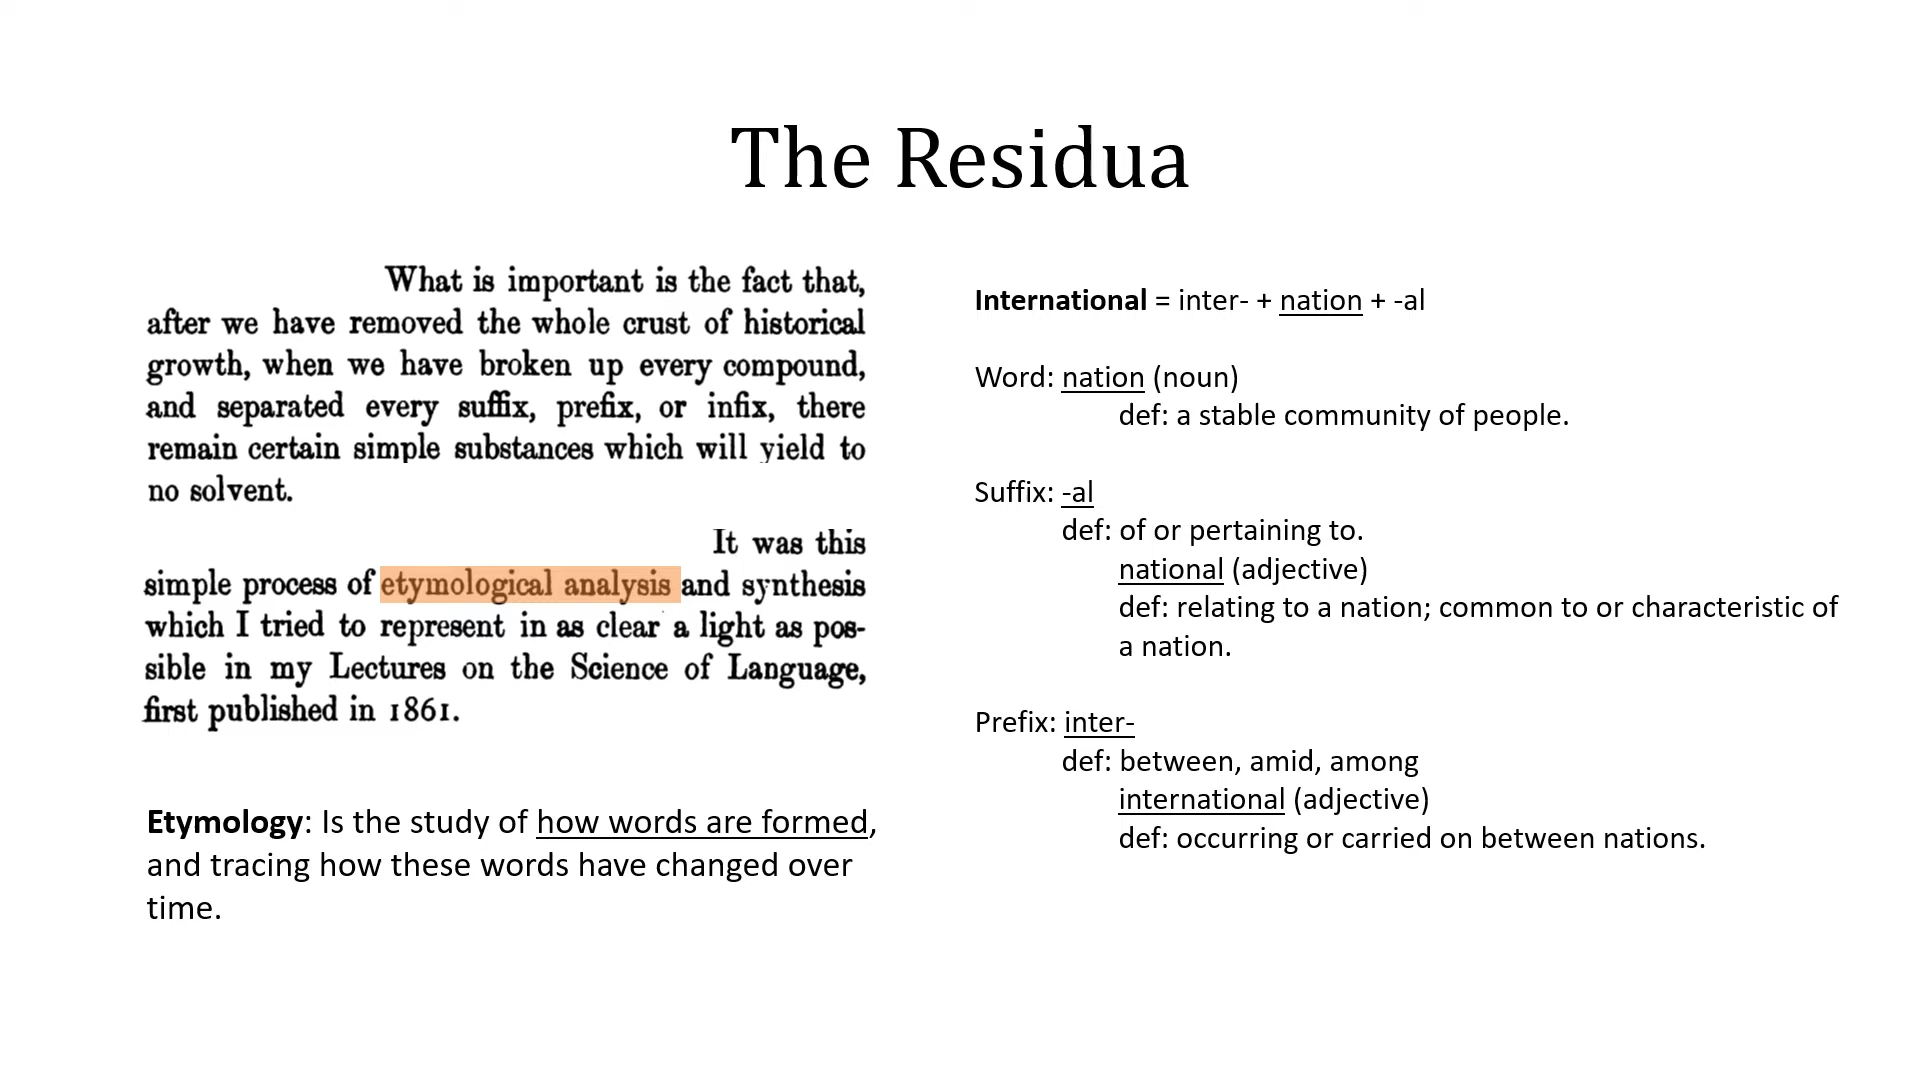 The Residua
What is important is the fact that,
after we have removed the whole crust of historical
growth, when we have broken up every compound,
and separated every suffix, prefix, or infix, there
remain certain simple substances which will yield to
no solvent.
It was this
simple process of etymological analysis and synthesis
which I tried to represent in as clear a light as pos-
sible in my Lectures on the Science of Language,
first published in 1861.
Etymology: Is the study of how words are formed,
and tracing how these words have changed over
time.
International = inter- + nation + -al
Word: nation (noun)
def: a stable community of people.
Suffix: -al
def: of or pertaining to.
national (adjective)
def: relating to a nation; common to or characteristic of
a nation.
Prefix: inter-
def: between, amid, among
international (adjective)
def: occurring or carried on between nations.